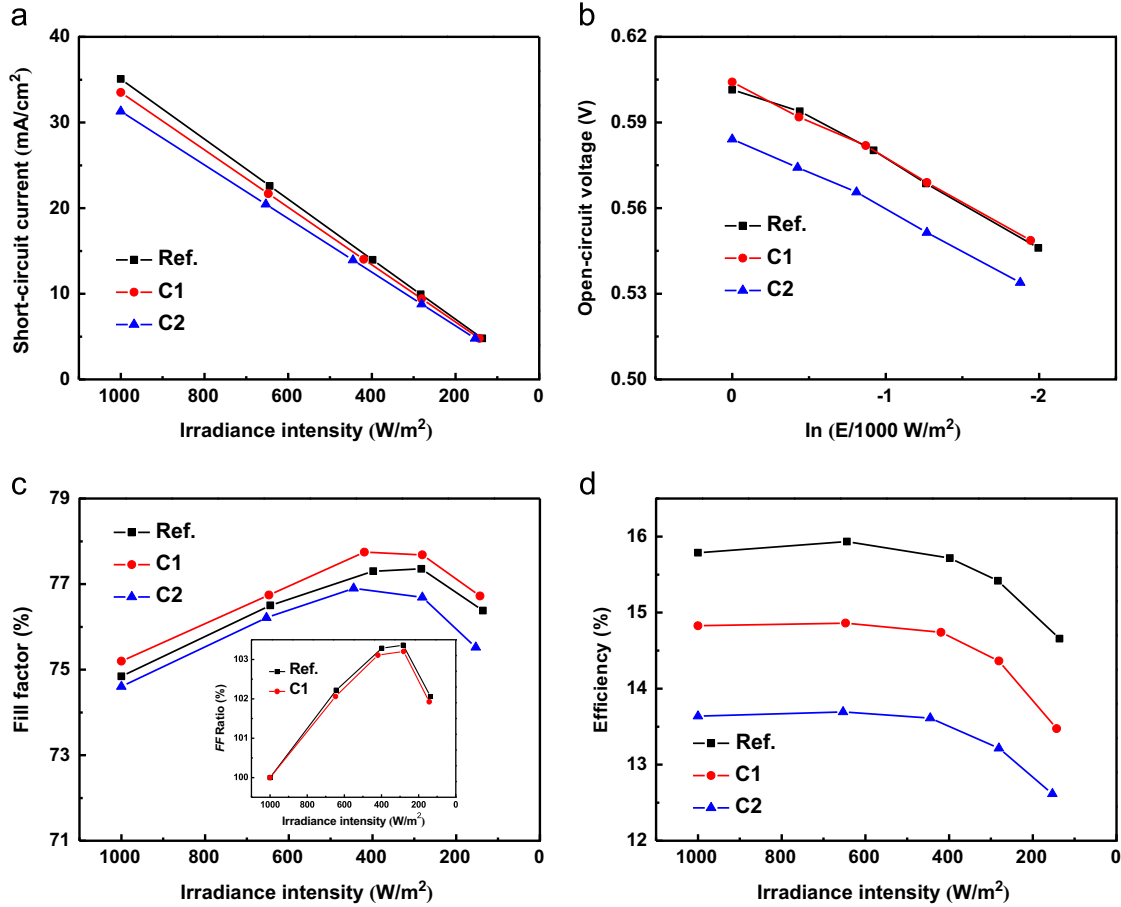 a
Short-circuit current (mA/cm²)
40
30
20
10
0
1000
800
600
400
200
0
Irradiance intensity (W/m²)
Ref.
C1
C2
b
Open-circuit voltage (V)
0.62
0.59
0.56
0.53
0.50
0
-1
-2
ln (E/1000 W/m²)
Ref.
C1
C2
c
Fill factor (%)
79
77
75
73
71
1000
800
600
400
200
0
Irradiance intensity (W/m²)
Ref.
C1
C2
FF Ratio (%)
103
102
101
100
1000
800
600
400
200
0
Irradiance intensity (W/m²)
Ref.
C1
d
Efficiency (%)
16
15
14
13
12
1000
800
600
400
200
0
Irradiance intensity (W/m²)
Ref.
C1
C2